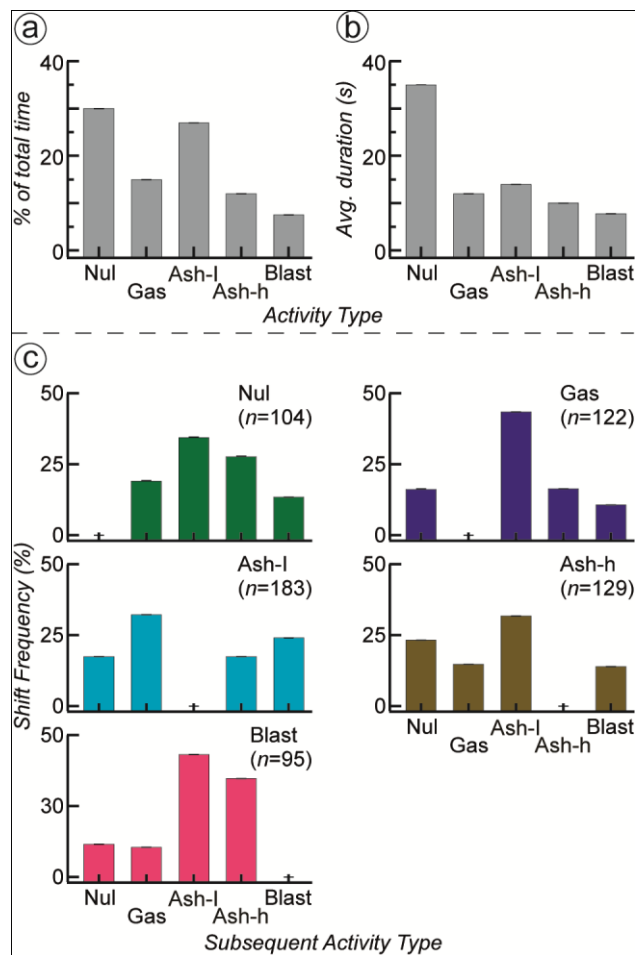 a
b
40
20
0
% of total time
40
20
0
Avg. duration (s)
Nul Ash-l Blast
Gas Ash-h
Nul Ash-l Blast
Gas Ash-h
Activity Type
c
50
25
0
Nul
(n=104)
50
25
0
Gas
(n=122)
50
25
0
Ash-l
(n=183)
50
25
0
Ash-h
(n=129)
Nul Ash-l Blast
Gas Ash-h
50
30
0
Blast
(n=95)
Nul Ash-l Blast
Gas Ash-h
Shift Frequency (%)
Subsequent Activity Type